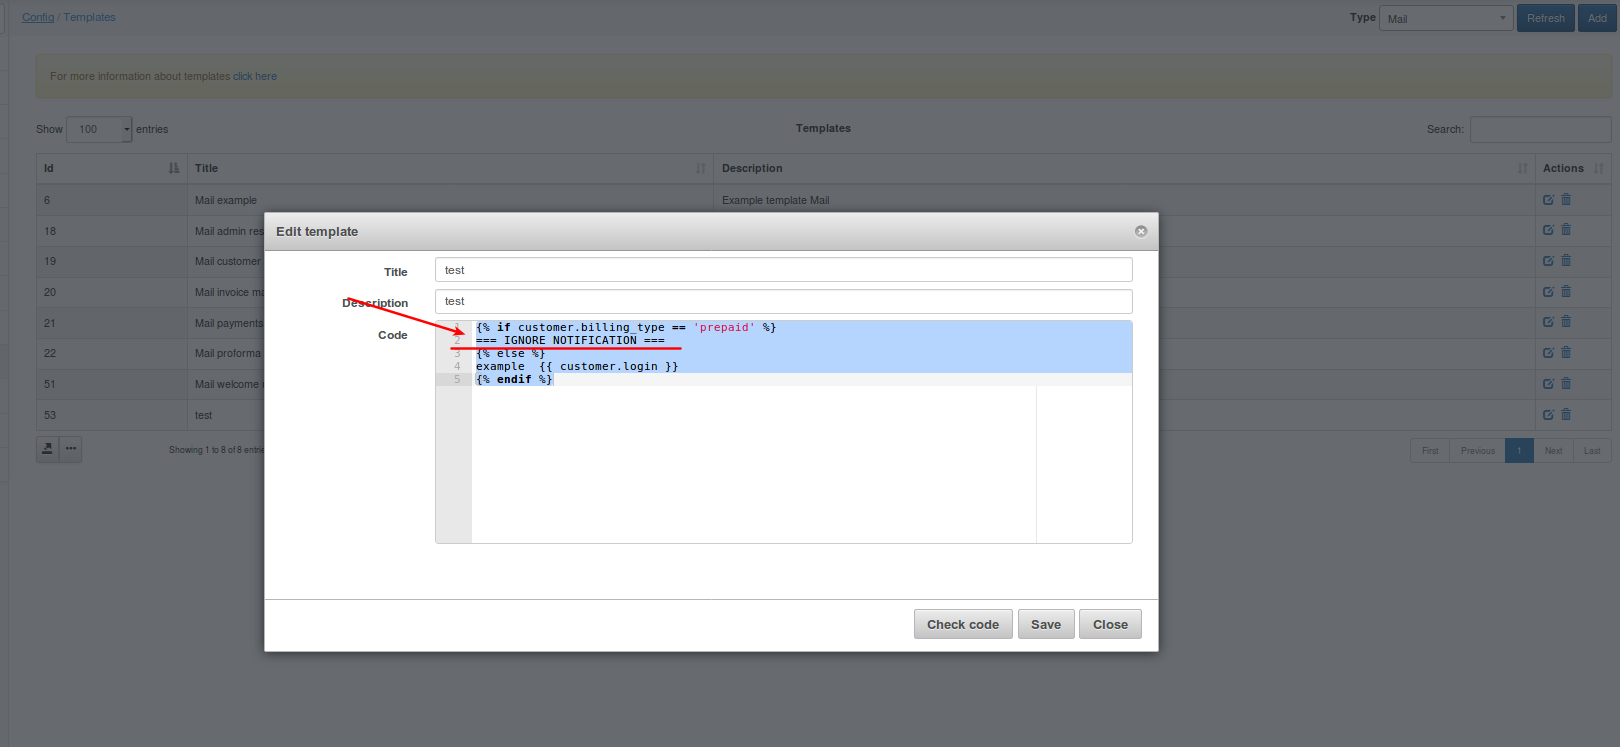 Config / Templates
Type Mail Refresh Add
For more information about templates click here
Show 100 entries
Templates
Search:
Id Title Description Actions
6 Mail example Example template Mail
18 Mail admin res
19 Mail customer
20 Mail invoice ma
21 Mail payments
22 Mail proforma
51 Mail welcome
53 test
Showing 1 to 8 of 8 entrie
First Previous 1 Next Last
Edit template
Title test
Description test
Code
1 {% if customer.billing_type == 'prepaid' %}
2 === IGNORE NOTIFICATION ===
3 {% else %}
4 example  {{ customer.login }}
5 {% endif %}
Check code Save Close